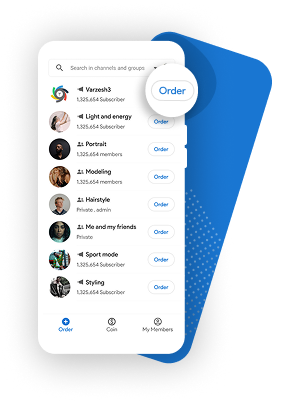 Search in channels and groups
Order
Varzesh3
1,325,654 Subscriber
Light and energy
1,325,654 Subscriber
Order
Portrait
1,325,654 members
Order
Modeling
1,325,654 members
Order
Hairstyle
Private , admin
Order
Me and my friends
Private
Order
Sport mode
1,325,654 Subscriber
Order
Styling
1,325,654 Subscriber
Order
Order
Coin
My Members